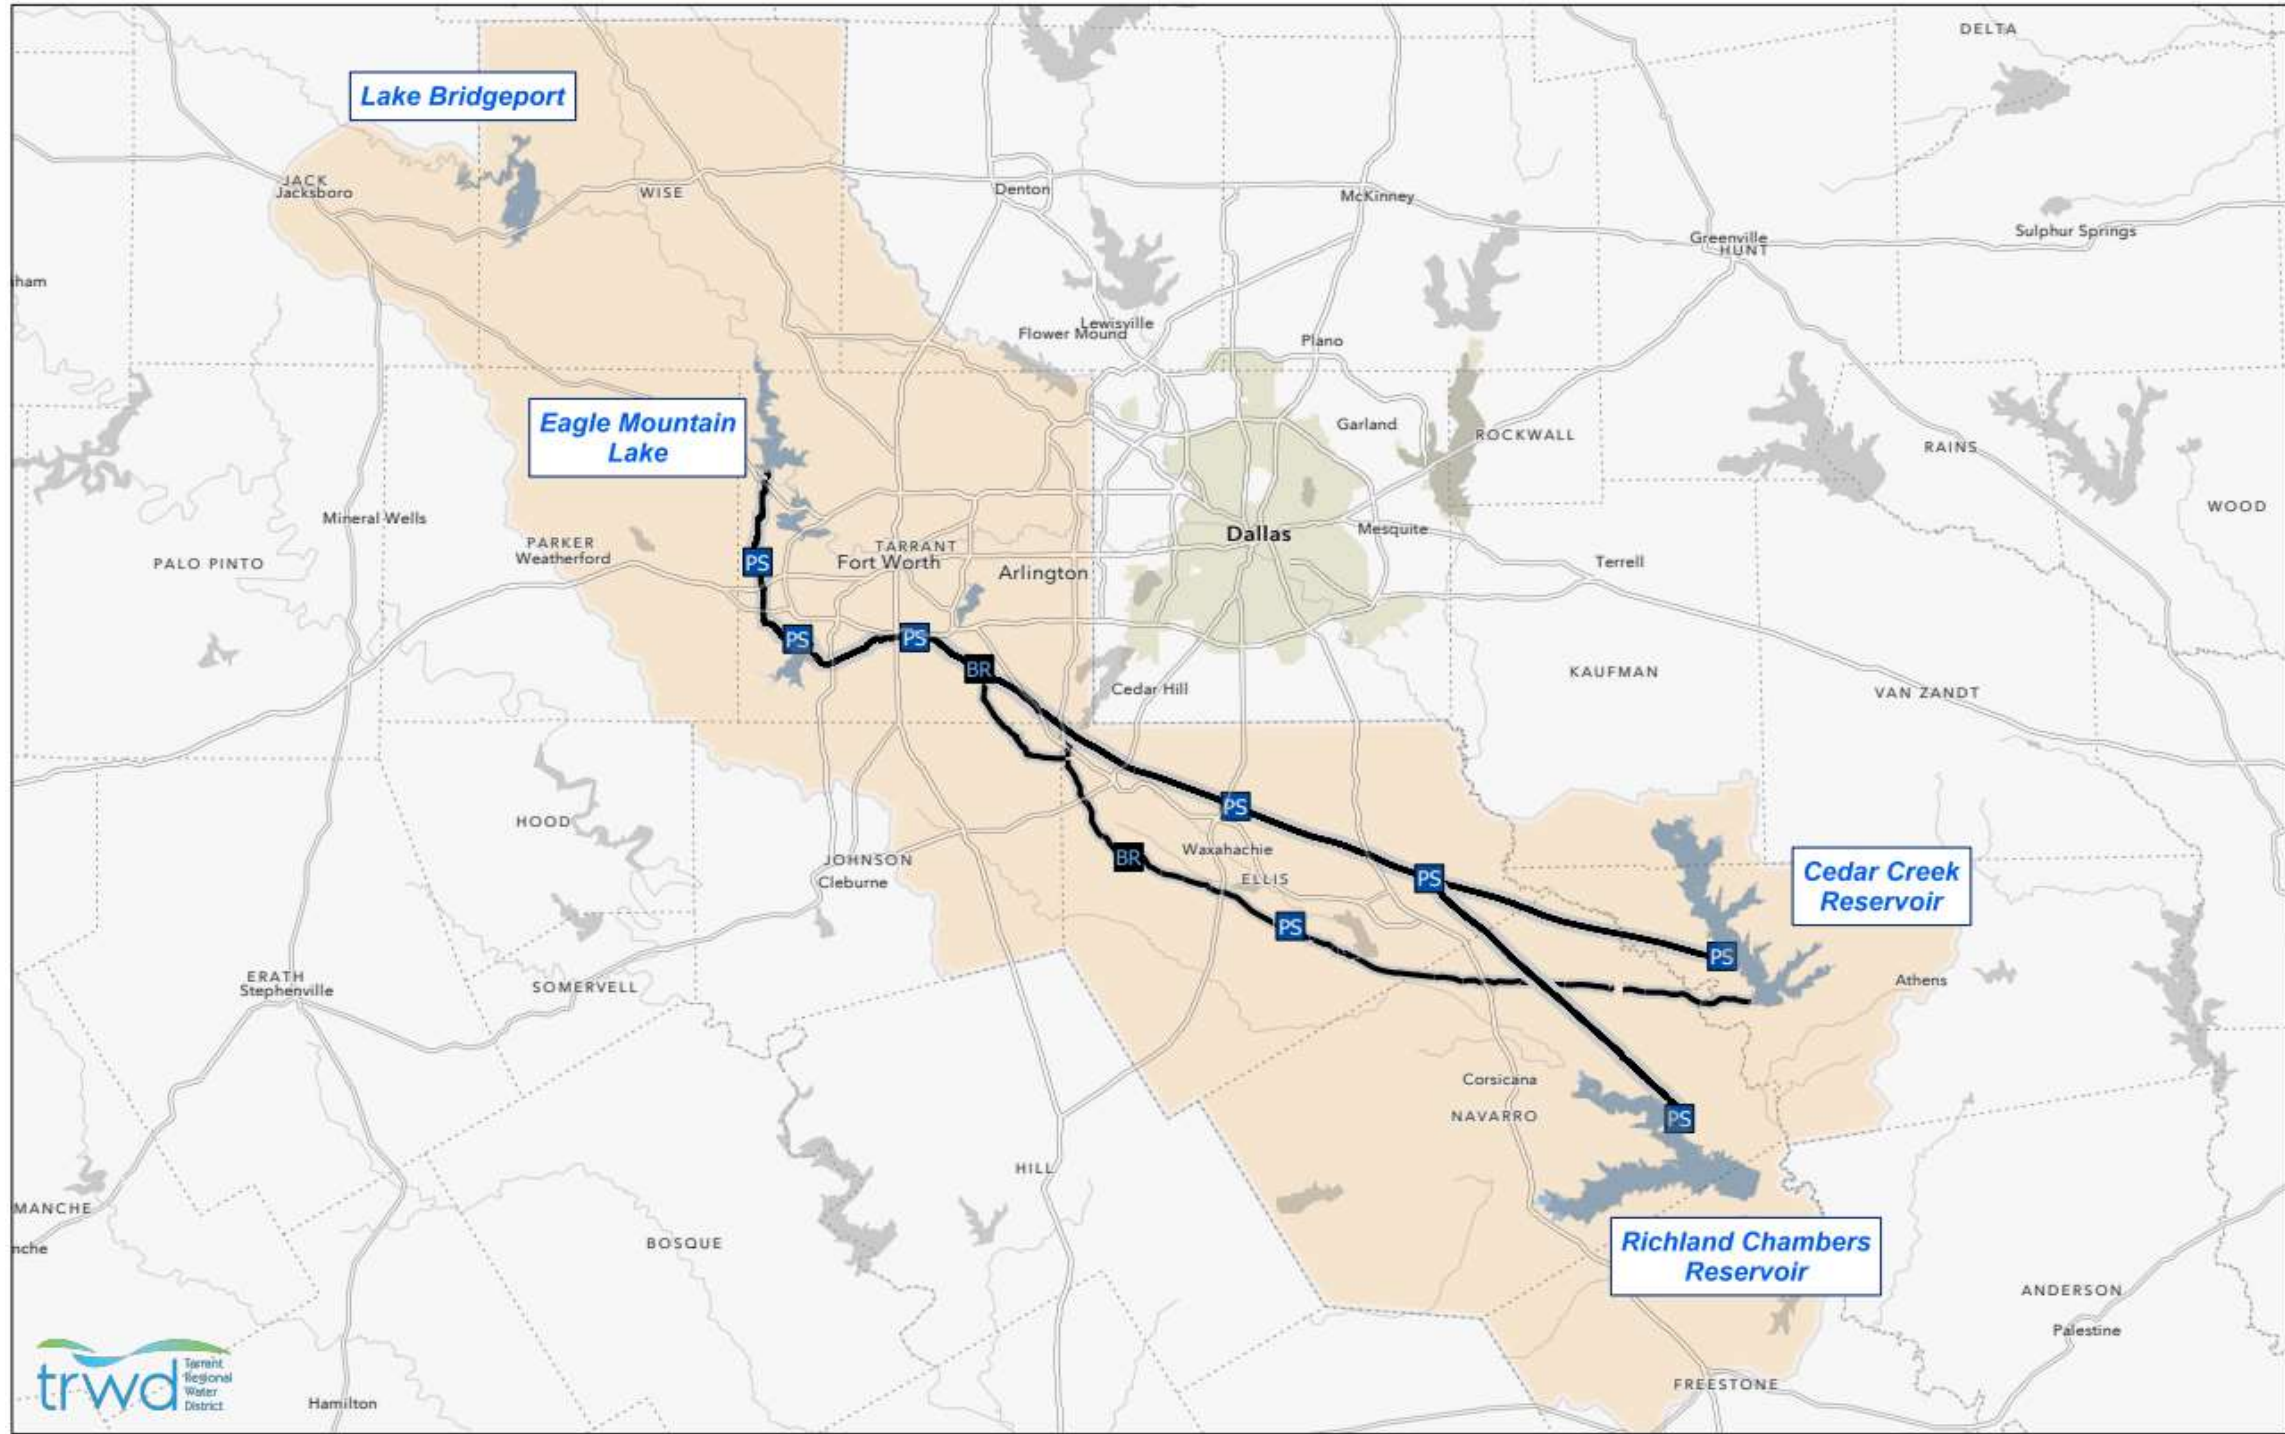 DELTA
Lake Bridgeport
JACK
Jacksboro
WISE
Denton
McKinney
Greenville
HUNT
Sulphur Springs
ham
Lewisville
Flower Mound
Plano
Eagle Mountain
Lake
Garland
ROCKWALL
RAINS
WOOD
Mineral Wells
PARKER
Weatherford
PALO PINTO
TARRANT
Fort Worth
Arlington
Dallas
Mesquite
Terrell
PS
PS
PS
BR
Cedar Hill
KAUFMAN
VAN ZANDT
HOOD
JOHNSON
Cleburne
PS
Waxahachie
BR
ELLIS
PS
PS
PS
Cedar Creek
Reservoir
Athens
ERATH
Stephenville
SOMERVELL
Corsicana
NAVARRO
PS
HILL
MANCHE
nche
BOSQUE
Richland Chambers
Reservoir
ANDERSON
Palestine
FREESTONE
Hamilton
trwd
Tarrant
Regional
Water
District